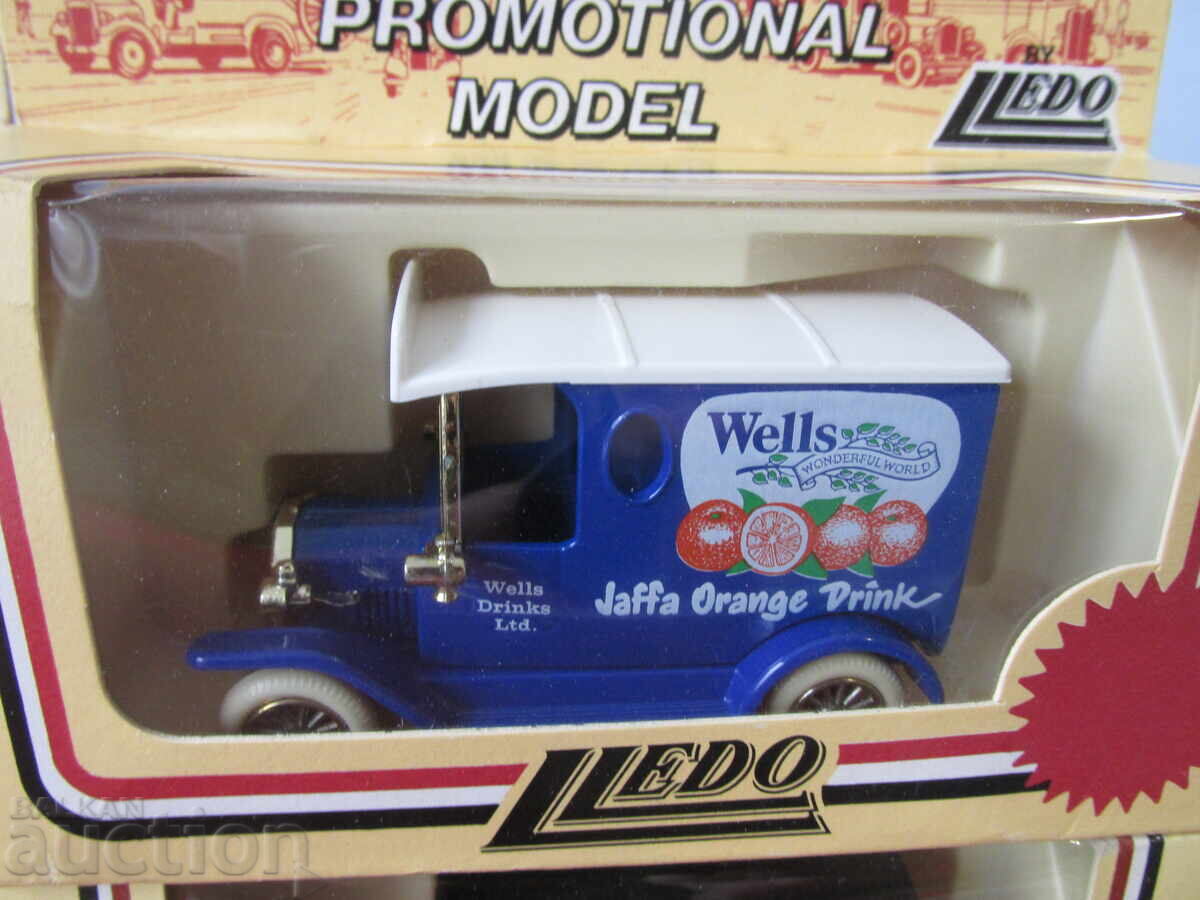 PROMOTIONAL
MODEL
BY
LLEDO
Wells
WONDERFUL WORLD
Jaffa Orange Drink
Wells
Drinks
Ltd.
LLEDO
BALKAN
auction